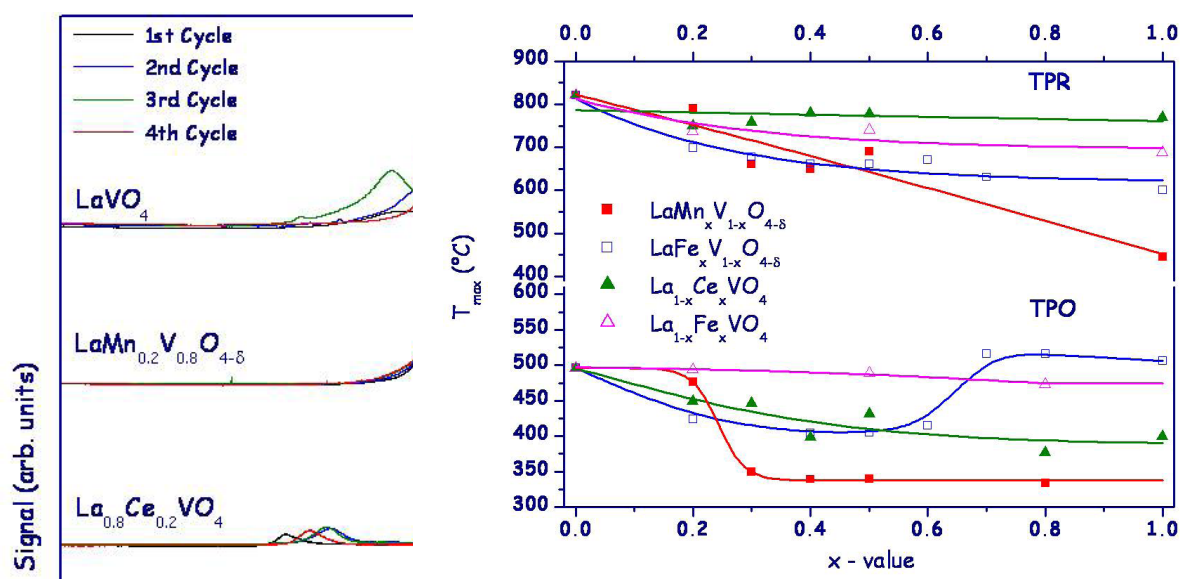 1st Cycle
2nd Cycle
3rd Cycle
4th Cycle
LaVO₄
LaMn₀.₂V₀.₈O₄₋δ
La₀.₈Ce₀.₂VO₄
Signal (arb. units)
0.0 0.2 0.4 0.6 0.8 1.0
TPR
900
800
700
600
500
400
LaMnₓV₁₋ₓO₄₋δ
LaFeₓV₁₋ₓO₄₋δ
La₁₋ₓCeₓVO₄
La₁₋ₓFeₓVO₄
T max (°C)
TPO
600
550
500
450
400
350
300
0.0 0.2 0.4 0.6 0.8 1.0
x - value